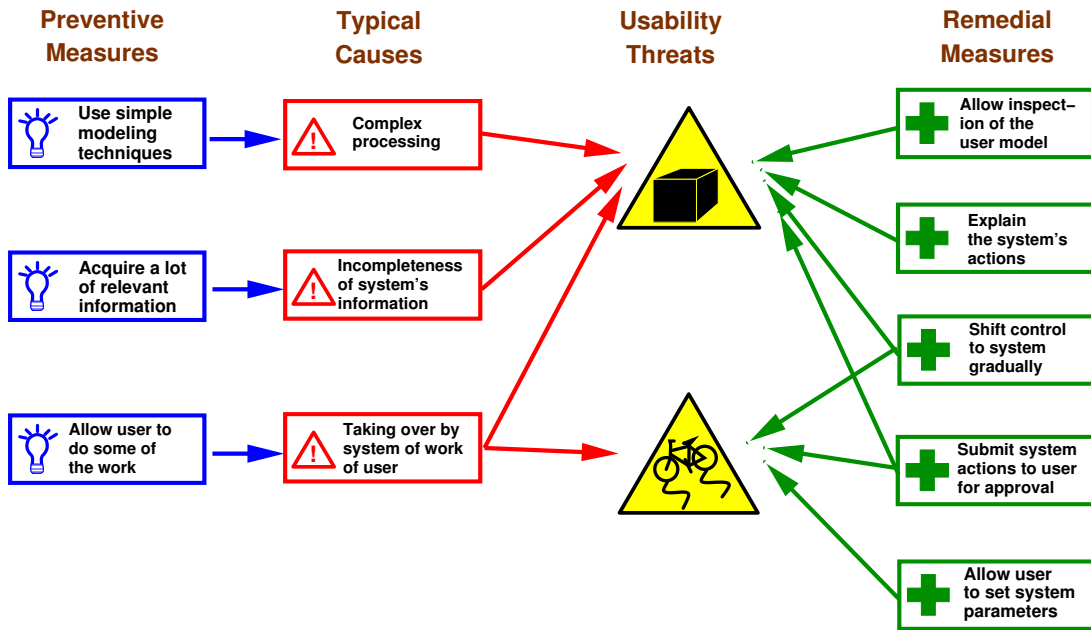 Preventive
Measures
Typical
Causes
Usability
Threats
Remedial
Measures
Use simple
modeling
techniques
Complex
processing
Allow inspect−
ion of the
user model
Explain
the system’s
actions
Acquire a lot
of relevant
information
Incompleteness
of system’s
information
Shift control
to system
gradually
Allow user to
do some of
the work
Taking over by
system of work
of user
Submit system
actions to user
for approval
Allow user
to set system
parameters